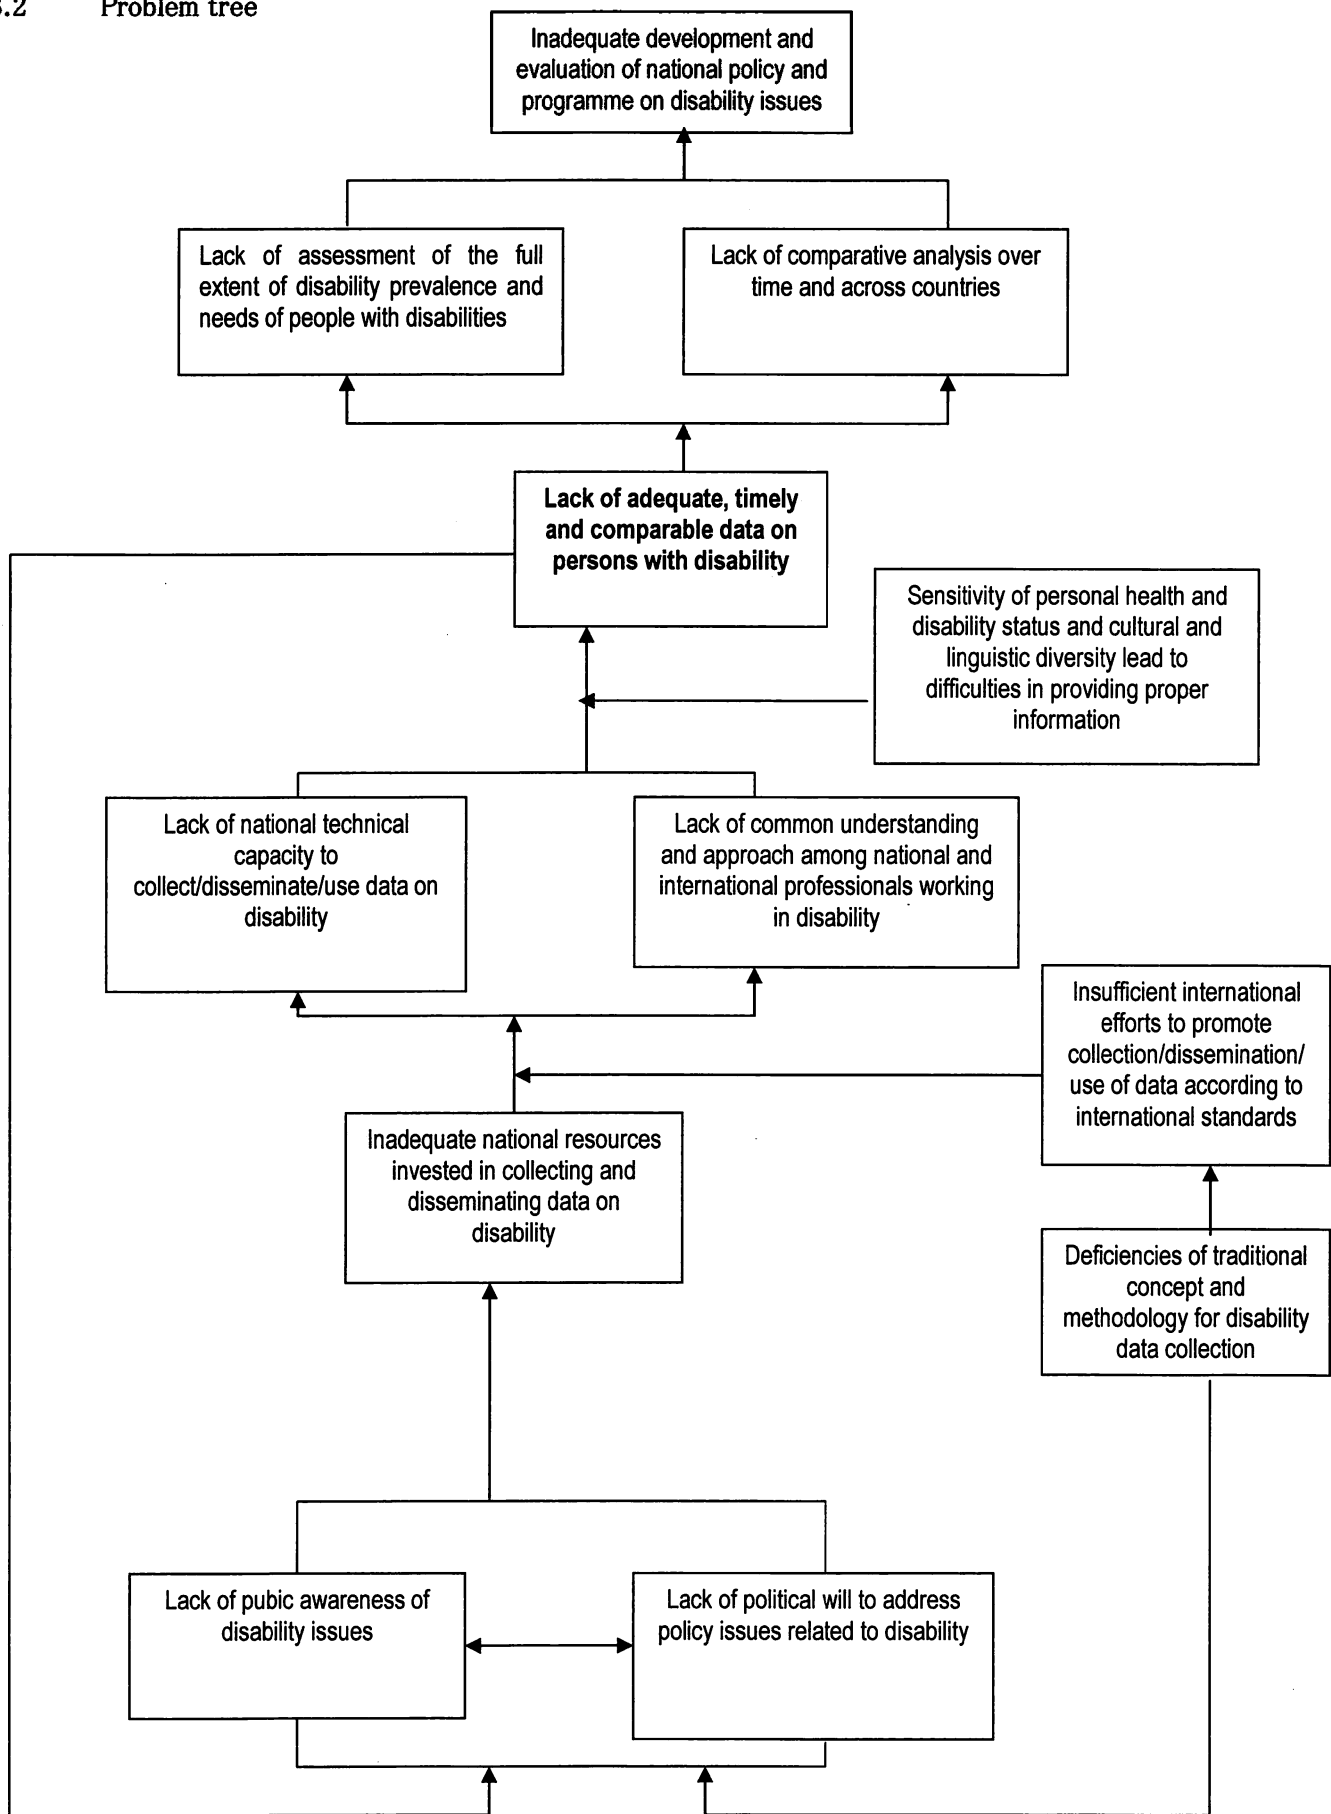 .2 Problem tree
Inadequate development and
evaluation of national policy and
programme on disability issues
Lack of assessment of the full
extent of disability prevalence and
needs of people with disabilities
Lack of comparative analysis over
time and across countries
Lack of adequate, timely
and comparable data on
persons with disability
Sensitivity of personal health and
disability status and cultural and
linguistic diversity lead to
difficulties in providing proper
information
Lack of national technical
capacity to
collect/disseminate/use data on
disability
Lack of common understanding
and approach among national and
international professionals working
in disability
Insufficient international
efforts to promote
collection/dissemination/
use of data according to
international standards
Inadequate national resources
invested in collecting and
disseminating data on
disability
Deficiencies of traditional
concept and
methodology for disability
data collection
Lack of pubic awareness of
disability issues
Lack of political will to address
policy issues related to disability